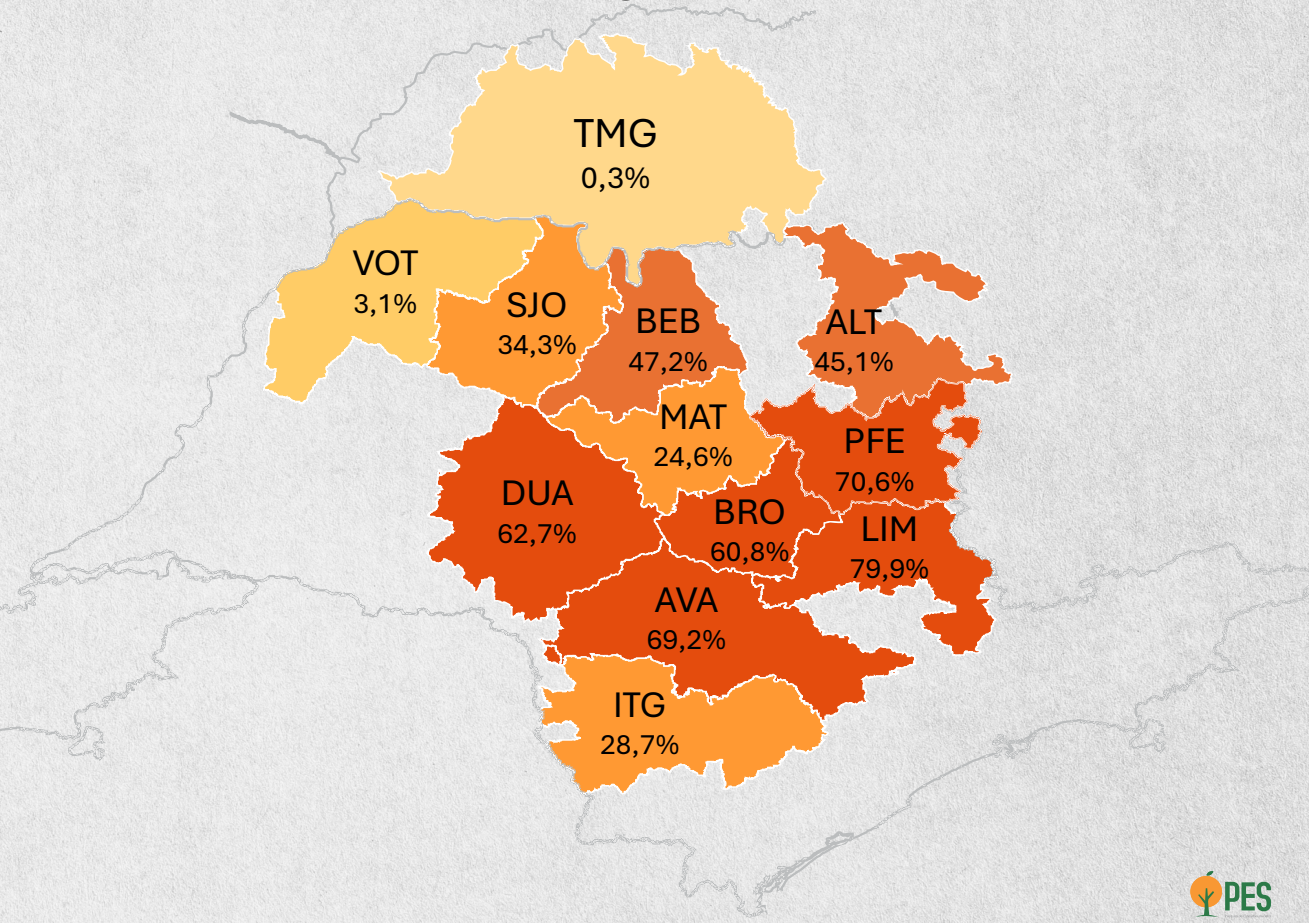 TMG
0,3%
VOT
3,1%
SJO
34,3%
BEB
47,2%
ALT
45,1%
MAT
24,6%
PFE
70,6%
DUA
62,7%
BRO
60,8%
LIM
79,9%
AVA
69,2%
ITG
28,7%
PES